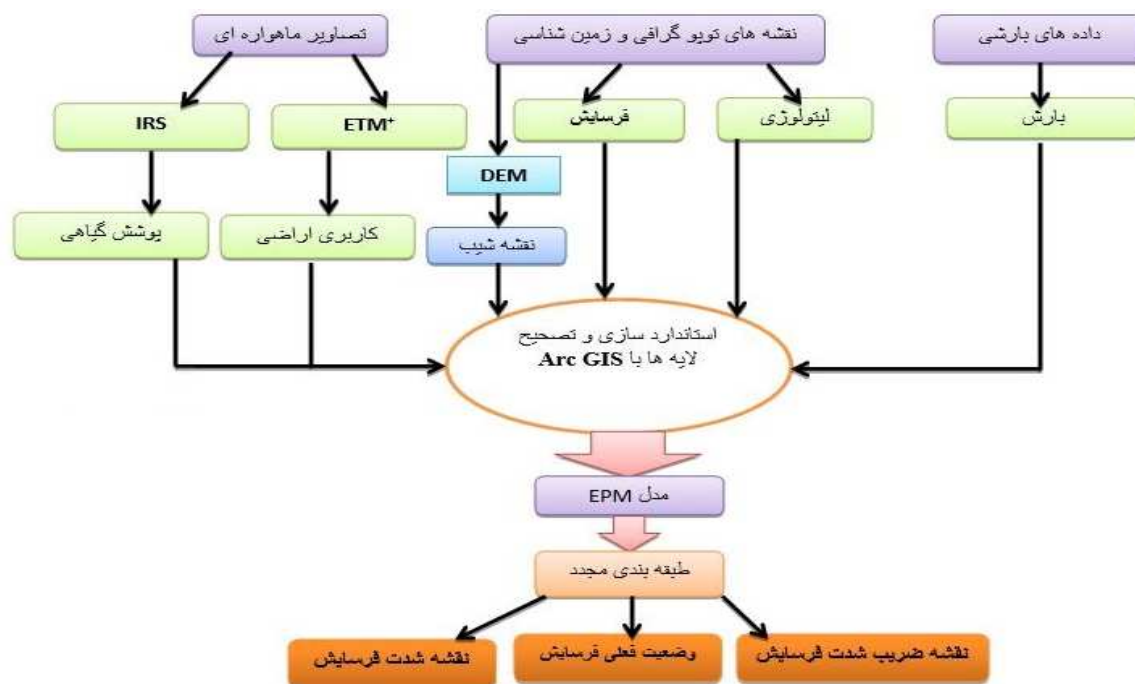 داده های بارشی
نقشه های توپو گرافی و زمین شناسی
تصاویر ماهواره ای
بارش
لیتولوژی
فرسایش
ETM+
IRS
DEM
نقشه شیب
کاربری اراضی
پوشش گیاهی
استاندارد سازی و تصحیح
لایه ها با Arc GIS
مدل EPM
طبقه بندی مجدد
نقشه ضریب شدت فرسایش
وضعیت فعلی فرسایش
نقشه شدت فرسایش